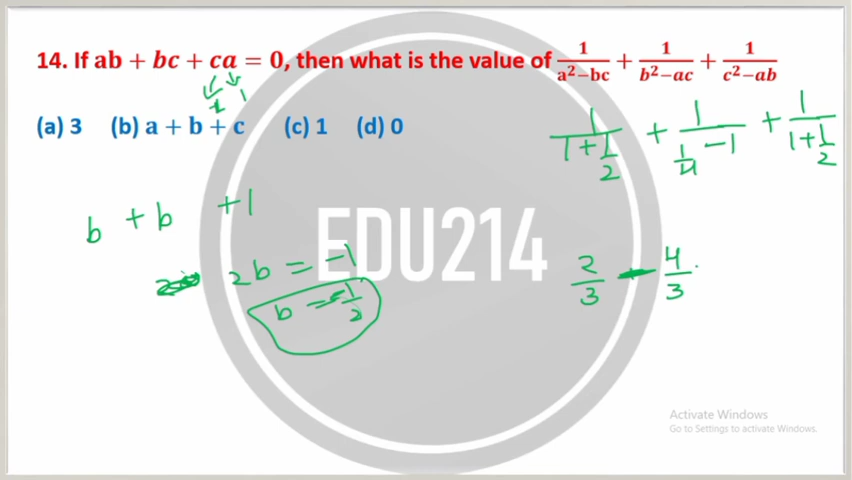 14. If ab + bc + ca = 0, then what is the value of 1/(a²−bc) + 1/(b²−ac) + 1/(c²−ab)
1 1
(a) 3 (b) a + b + c (c) 1 (d) 0
1/(1+1/2) + 1/(1/4 −1) + 1/(1+1/2)
b + b +1
EDU214
2b = −1
2/3 − 4/3
b = −1/2
Activate Windows
Go to Settings to activate Windows.